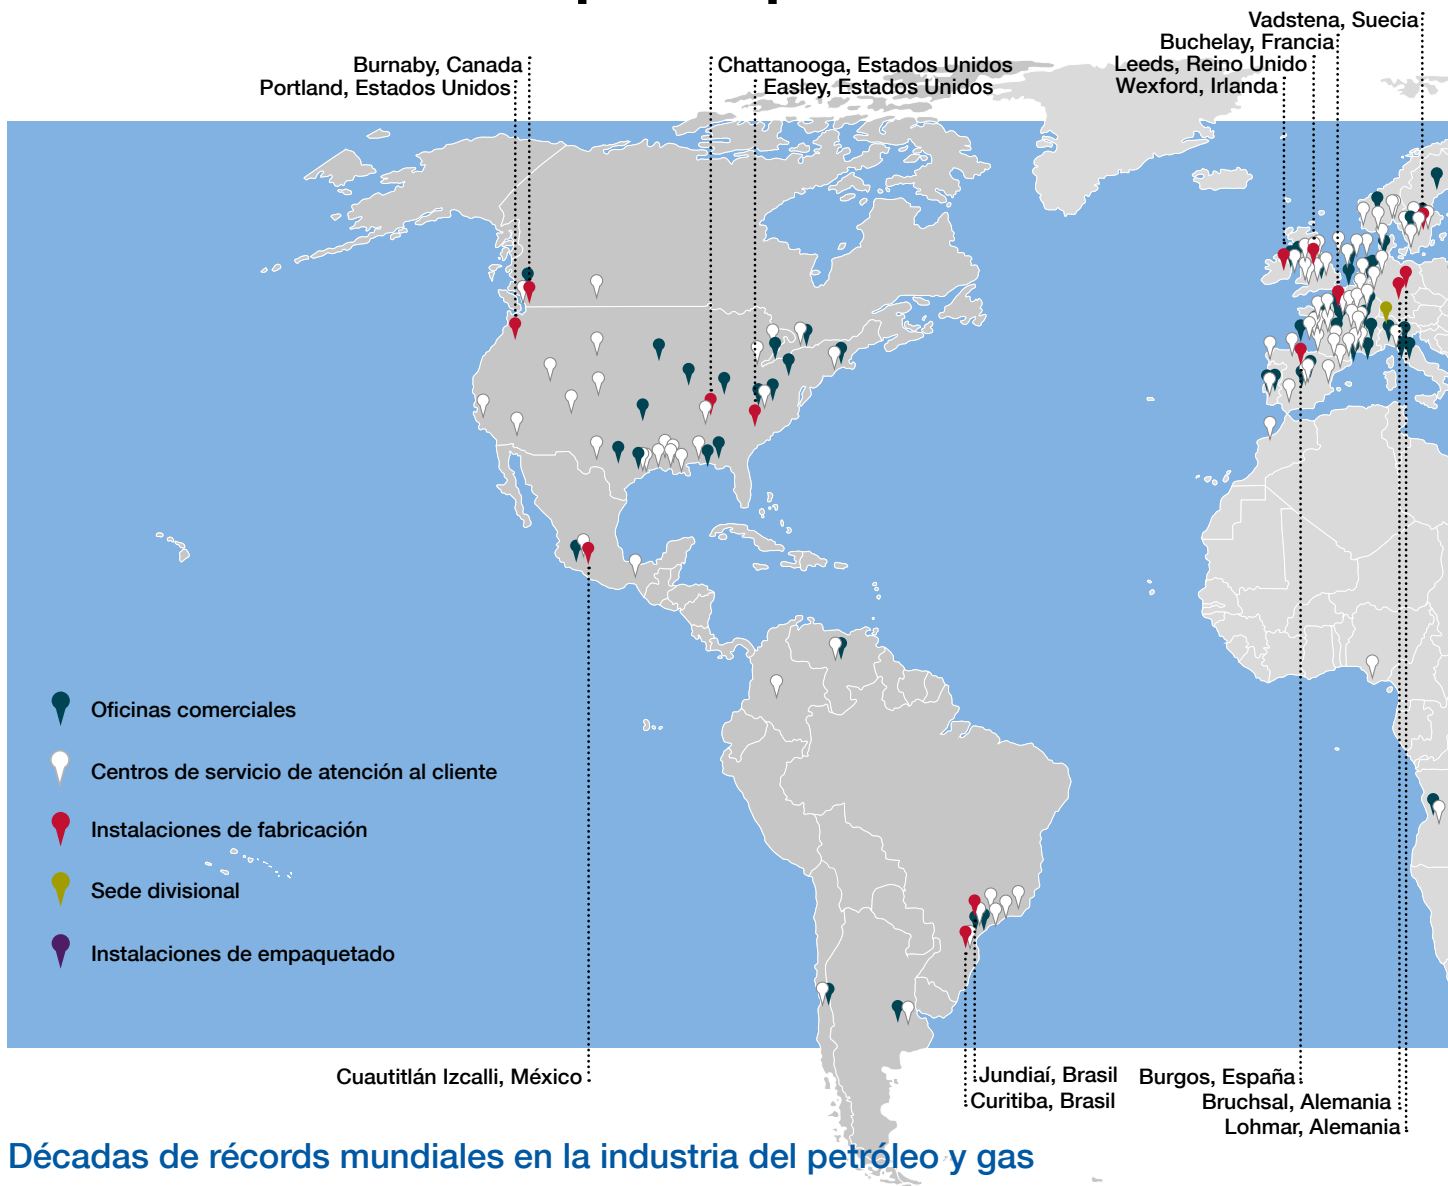 Vadstena, Suecia
Buchelay, Francia
Burnaby, Canada
Chattanooga, Estados Unidos
Leeds, Reino Unido
Portland, Estados Unidos
Easley, Estados Unidos
Wexford, Irlanda
Oficinas comerciales
Centros de servicio de atención al cliente
Instalaciones de fabricación
Sede divisional
Instalaciones de empaquetado
Cuautitlán Izcalli, México
Jundiaí, Brasil
Burgos, España
Curitiba, Brasil
Bruchsal, Alemania
Lohmar, Alemania
Décadas de récords mundiales en la industria del petróleo y gas